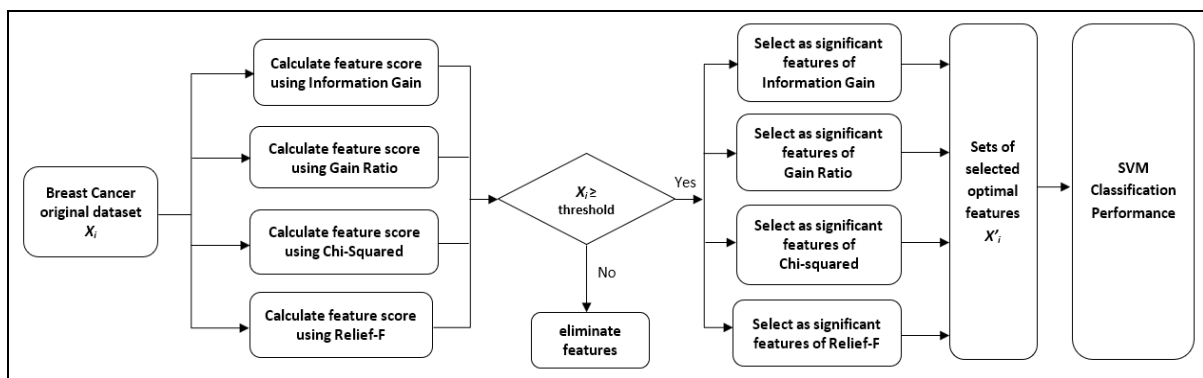 Breast Cancer
original dataset
Xᵢ
Calculate feature score
using Information Gain
Calculate feature score
using Gain Ratio
Calculate feature score
using Chi-Squared
Calculate feature score
using Relief-F
Xᵢ ≥
threshold
Yes
No
eliminate
features
Select as significant
features of
Information Gain
Select as significant
features of
Gain Ratio
Select as significant
features of
Chi-squared
Select as significant
features of Relief-F
Sets of
selected
optimal
features
X'ᵢ
SVM
Classification
Performance